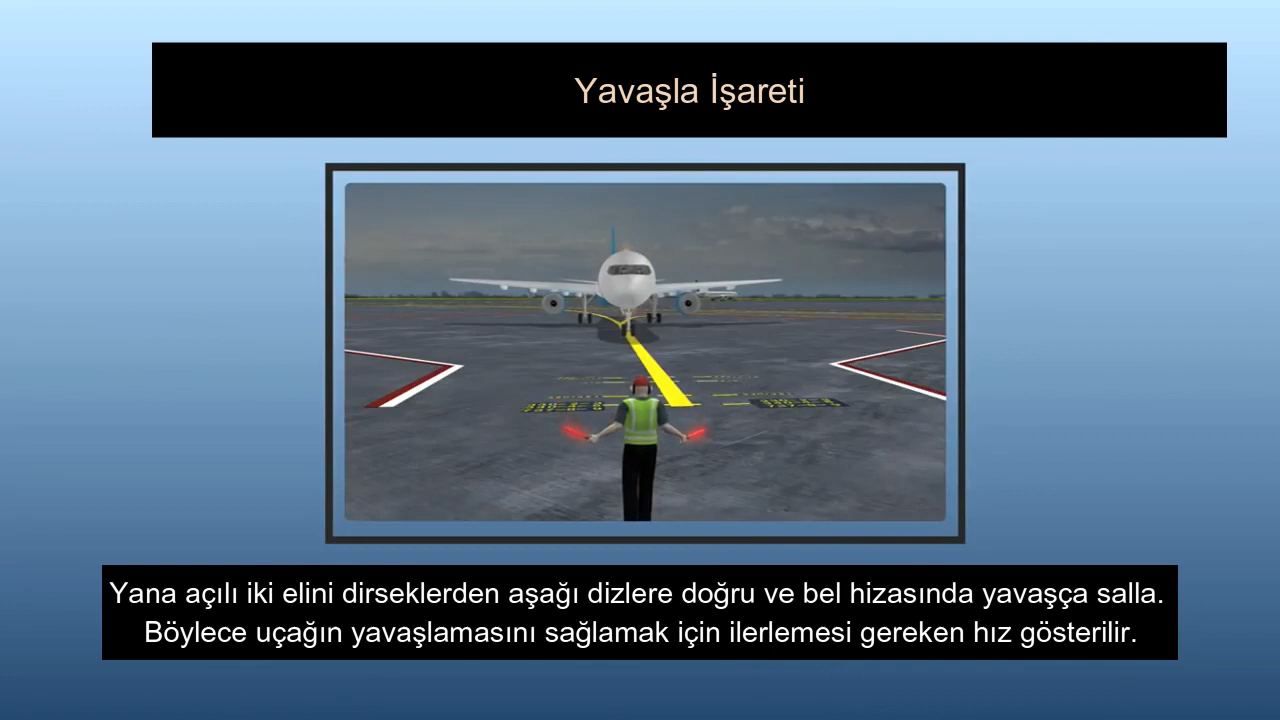 Yavaşla İşareti
Yana açılı iki elini dirseklerden aşağı dizlere doğru ve bel hizasında yavaşça salla.
Böylece uçağın yavaşlamasını sağlamak için ilerlemesi gereken hız gösterilir.